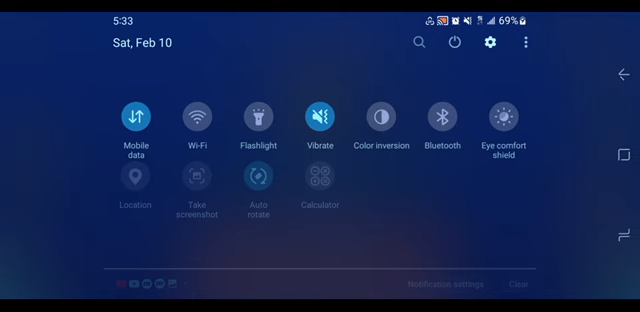 5:33
69%
Sat, Feb 10
Mobile data
Wi-Fi
Flashlight
Vibrate
Color inversion
Bluetooth
Eye comfort shield
Location
Take screenshot
Auto rotate
Calculator
Notification settings
Clear